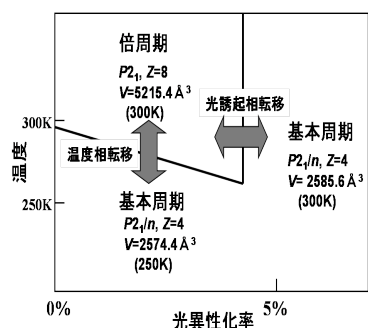 倍周期
P2₁, Z=8
V=5215.4 Å³
(300K)
光誘起相転移
基本周期
P2₁/n, Z=4
V= 2585.6 Å³
(300K)
温度相転移
基本周期
P2₁/n, Z=4
V=2574.4 Å³
(250K)
300K
250K
温度
0%
5%
光異性化率